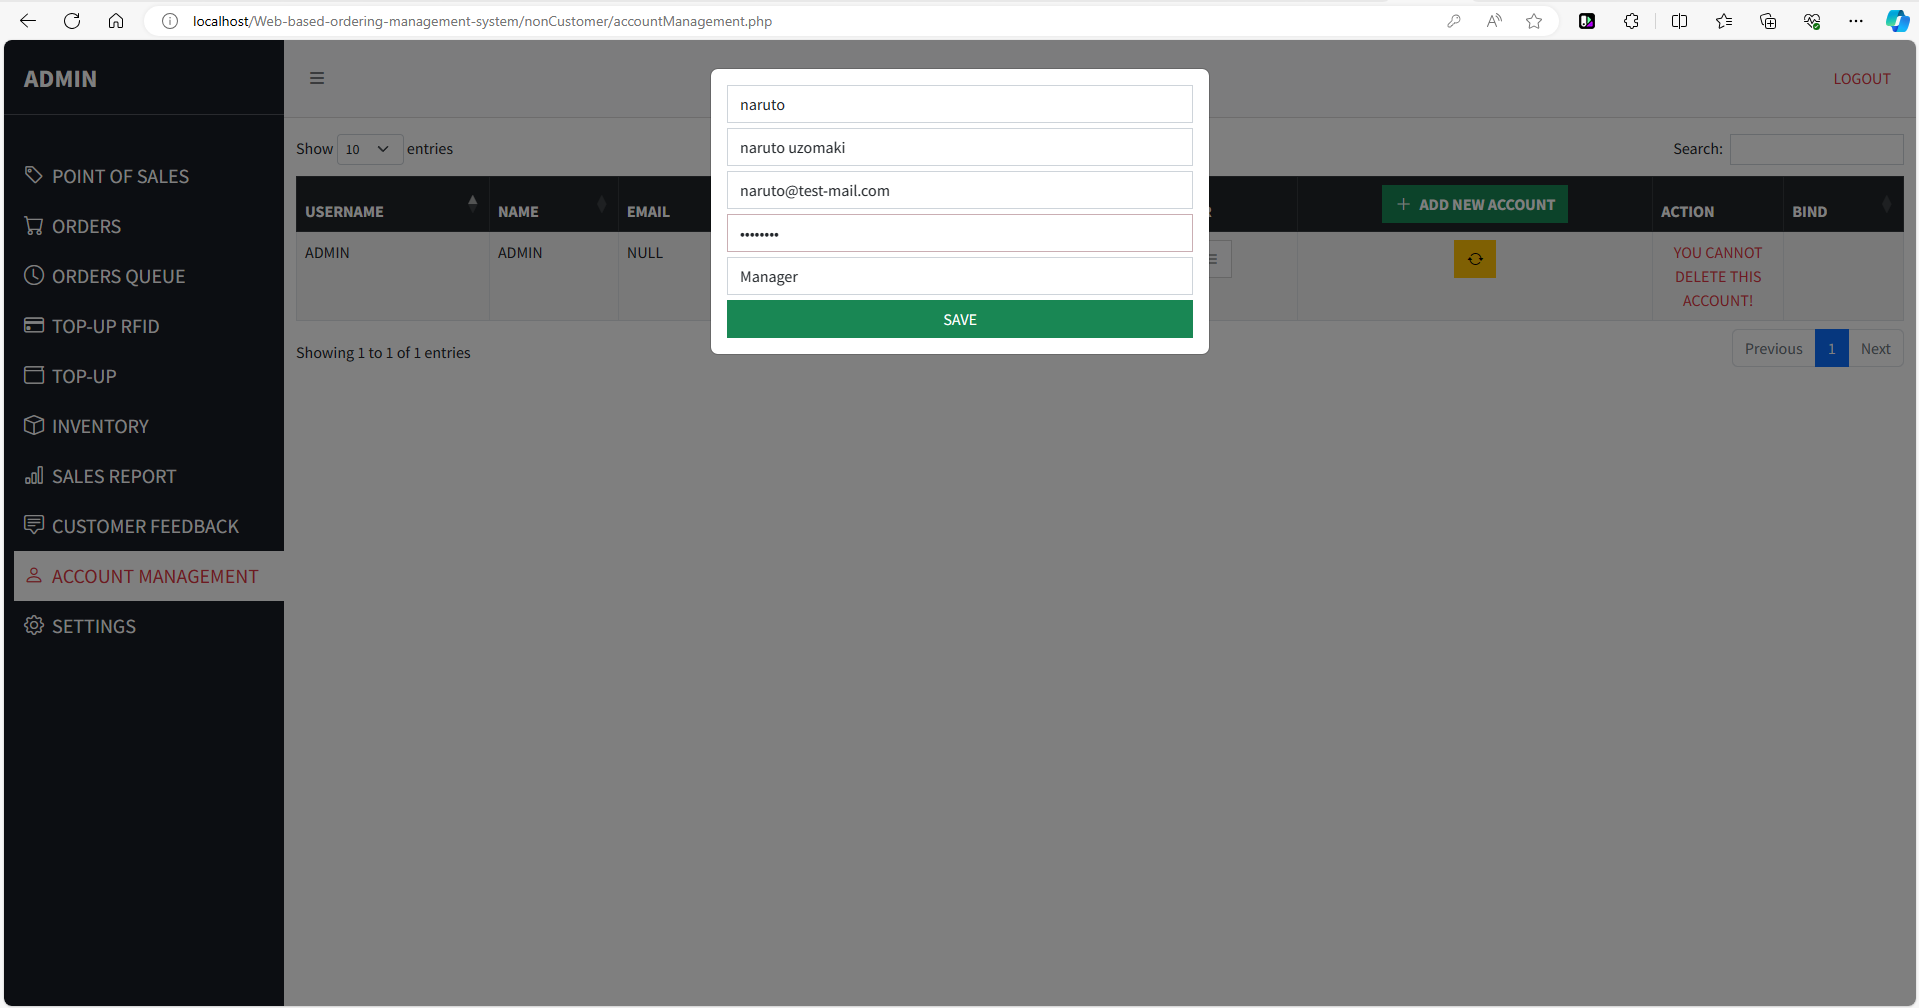 localhost/Web-based-ordering-management-system/nonCustomer/accountManagement.php
ADMIN
LOGOUT
POINT OF SALES
ORDERS
ORDERS QUEUE
TOP-UP RFID
TOP-UP
INVENTORY
SALES REPORT
CUSTOMER FEEDBACK
ACCOUNT MANAGEMENT
SETTINGS
naruto
naruto uzomaki
naruto@test-mail.com
••••••••
Manager
SAVE
Show 10 entries
Search:
USERNAME NAME EMAIL ADD NEW ACCOUNT ACTION BIND
ADMIN ADMIN NULL YOU CANNOT
DELETE THIS
ACCOUNT!
Showing 1 to 1 of 1 entries
Previous 1 Next